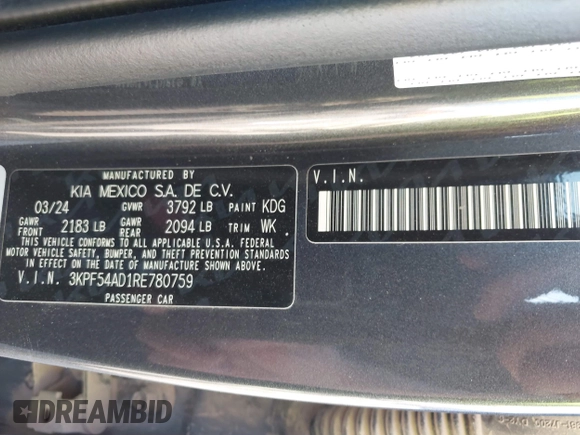 MANUFACTURED BY
KIA MEXICO S.A. DE C.V.
03/24 GVWR 3792 LB PAINT KDG
GAWR FRONT 2183 LB GAWR REAR 2094 LB TRIM WK
THIS VEHICLE CONFORMS TO ALL APPLICABLE U.S.A. FEDERAL
MOTOR VEHICLE SAFETY, BUMPER, AND THEFT PREVENTION STANDARDS
IN EFFECT ON THE DATE OF MANUFACTURE SHOWN ABOVE.
V.I.N. 3KPF54AD1RE780759
PASSENGER CAR
V.I.N.
DREAMBID